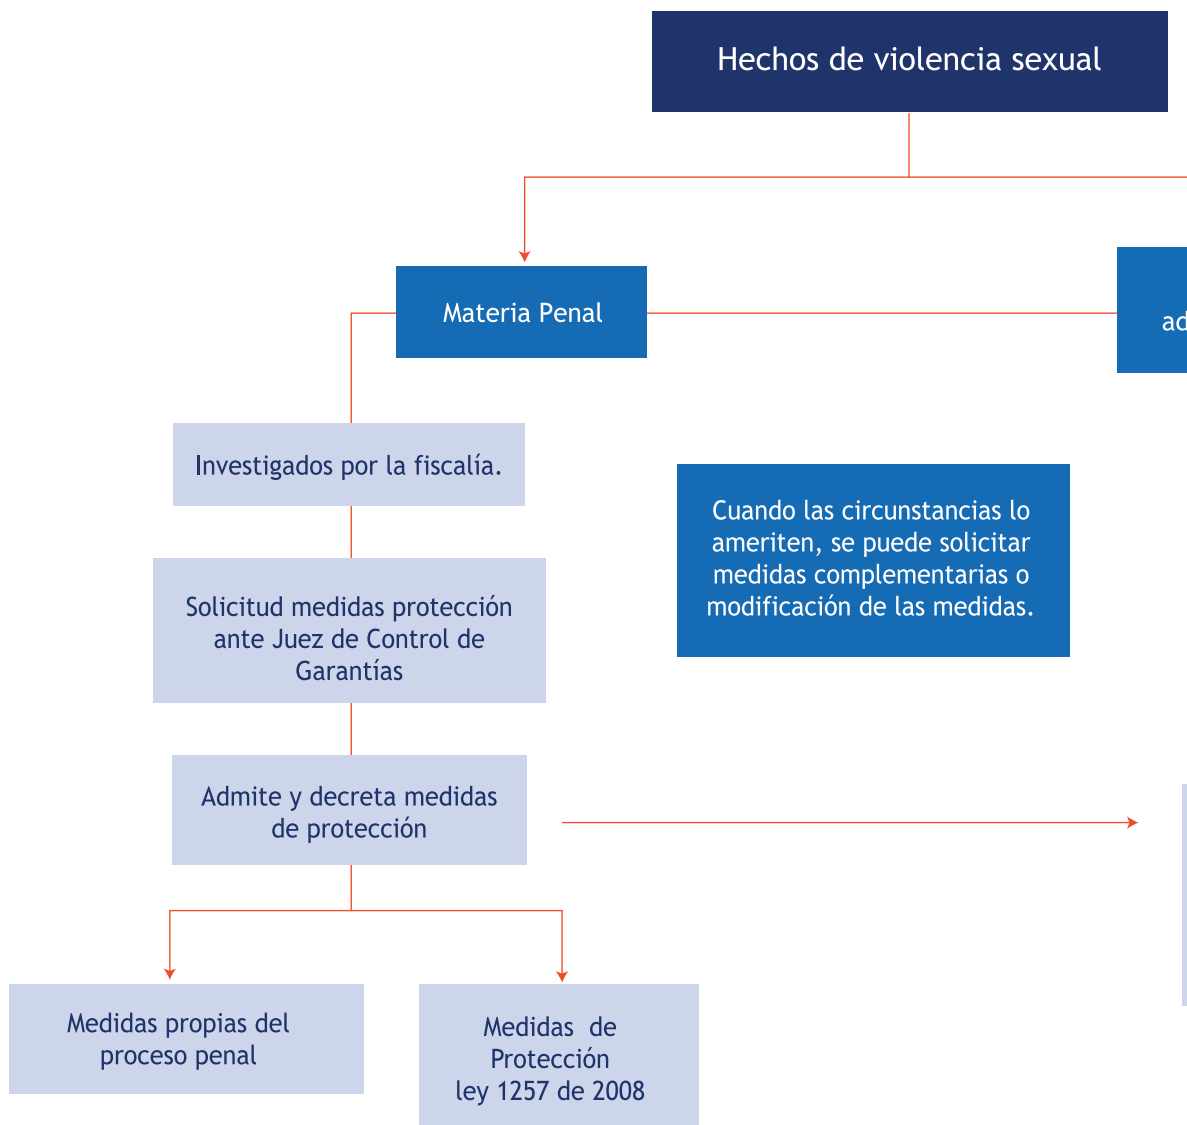 Hechos de violencia sexual
Materia Penal
Investigados por la fiscalía.
Cuando las circunstancias lo
ameriten, se puede solicitar
medidas complementarias o
modificación de las medidas.
Solicitud medidas protección
ante Juez de Control de
Garantías
Admite y decreta medidas
de protección
Medidas propias del
proceso penal
Medidas  de
Protección
ley 1257 de 2008